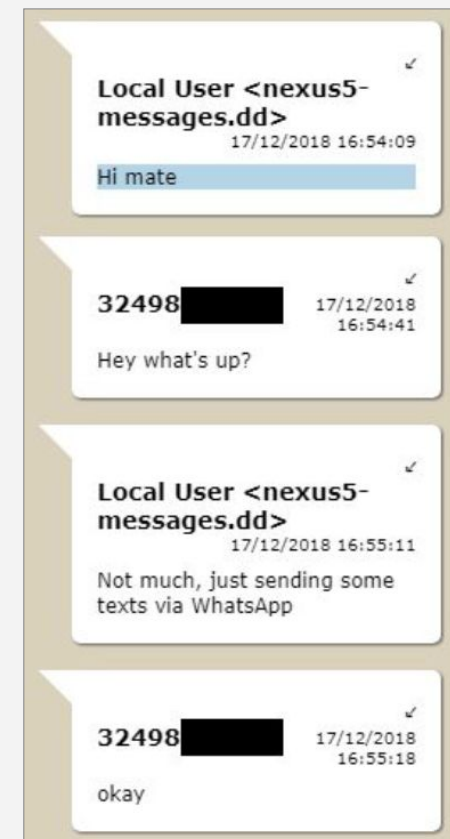 Local User <nexus5-
messages.dd>
17/12/2018 16:54:09
Hi mate
32498
17/12/2018
16:54:41
Hey what's up?
Local User <nexus5-
messages.dd>
17/12/2018 16:55:11
Not much, just sending some
texts via WhatsApp
32498
17/12/2018
16:55:18
okay